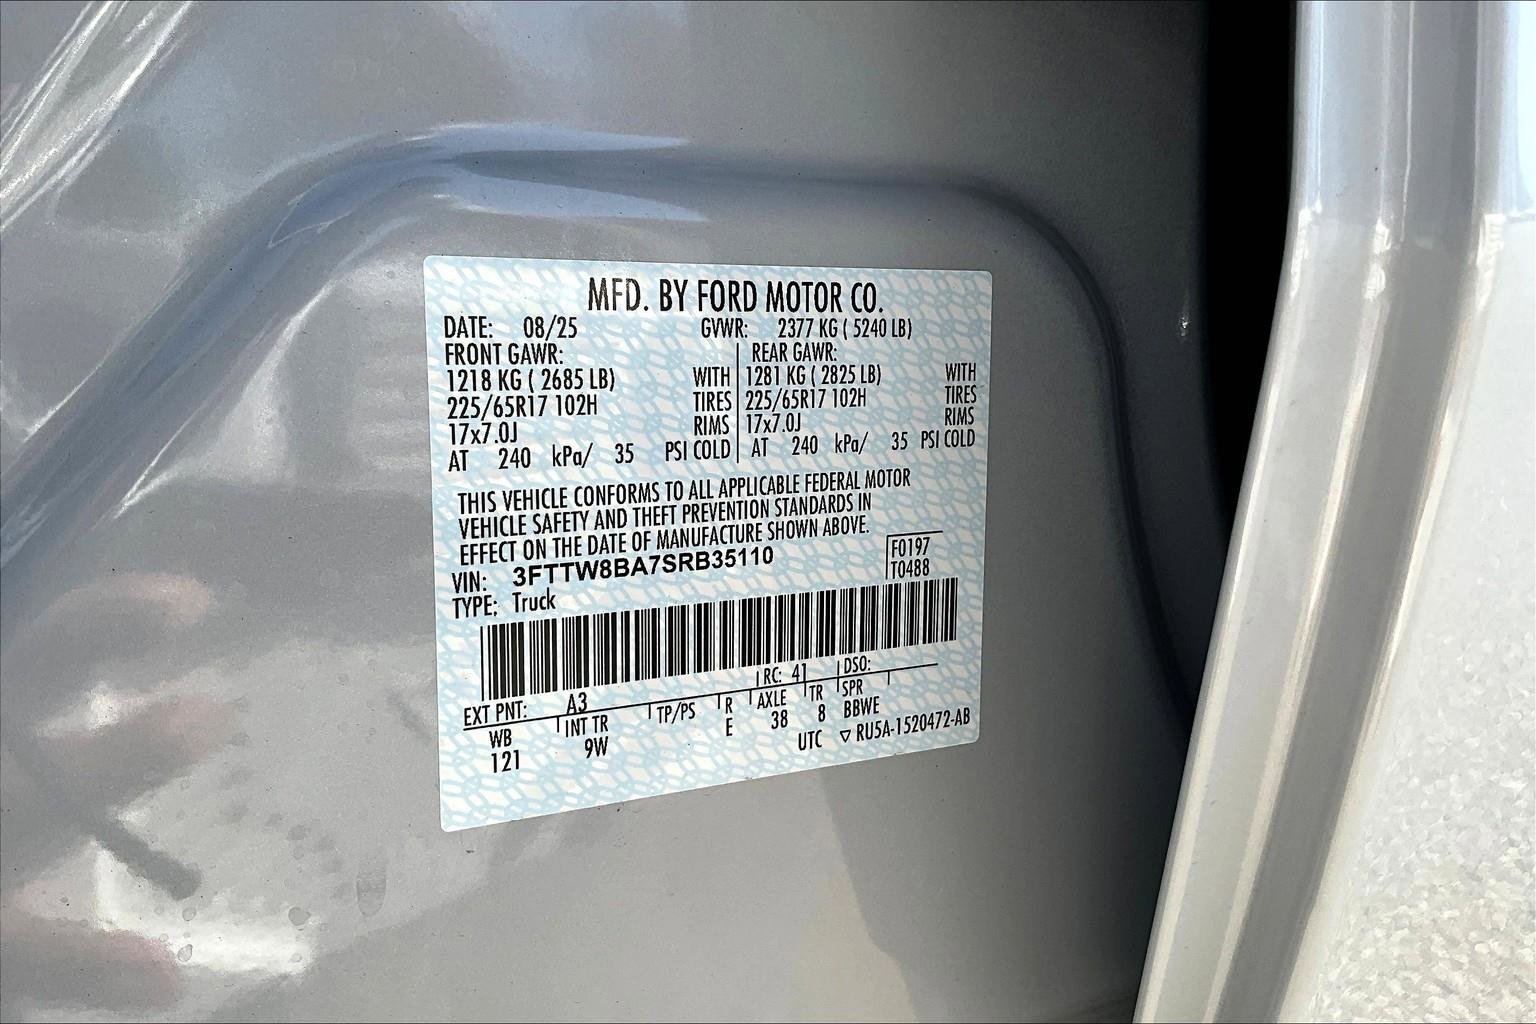 MFD. BY FORD MOTOR CO.
DATE: 08/25 GVWR: 2377 KG ( 5240 LB)
FRONT GAWR: REAR GAWR:
1218 KG ( 2685 LB) WITH 1281 KG ( 2825 LB) WITH
225/65R17 102H TIRES 225/65R17 102H TIRES
17x7.0J RIMS 17x7.0J RIMS
AT 240 kPa/ 35 PSI COLD AT 240 kPa/ 35 PSI COLD
THIS VEHICLE CONFORMS TO ALL APPLICABLE FEDERAL MOTOR
VEHICLE SAFETY AND THEFT PREVENTION STANDARDS IN
EFFECT ON THE DATE OF MANUFACTURE SHOWN ABOVE.
VIN: 3FTTW8BA7SRB35110 F0197
TYPE: Truck T0488
EXT PNT: A3 RC: 41 DSO:
WB INT TR TP/PS R AXLE TR SPR
121 9W E 38 8 BBWE
UTC ▽ RU5A-1520472-AB